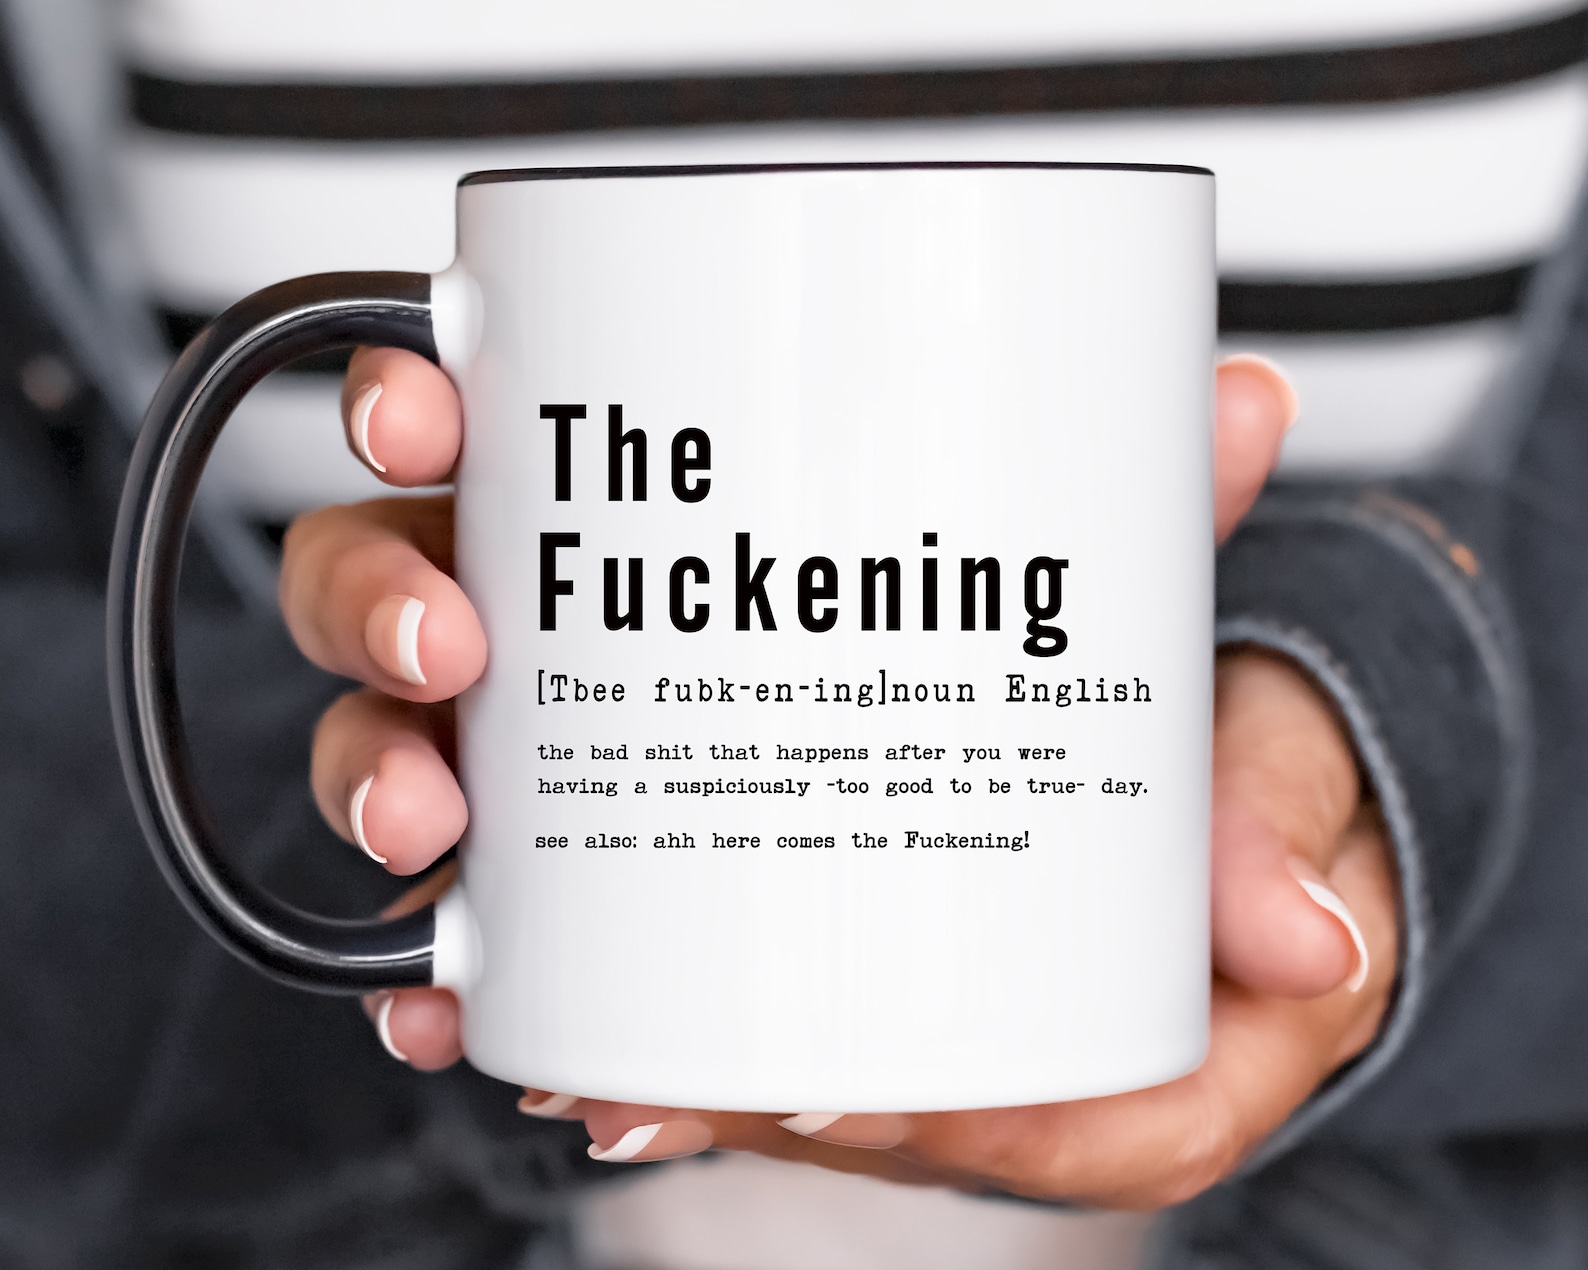 The
Fuckening
[Tbee fubk-en-ing]noun English
the bad shit that happens after you were
having a suspiciously -too good to be true- day.
see also: ahh here comes the Fuckening!